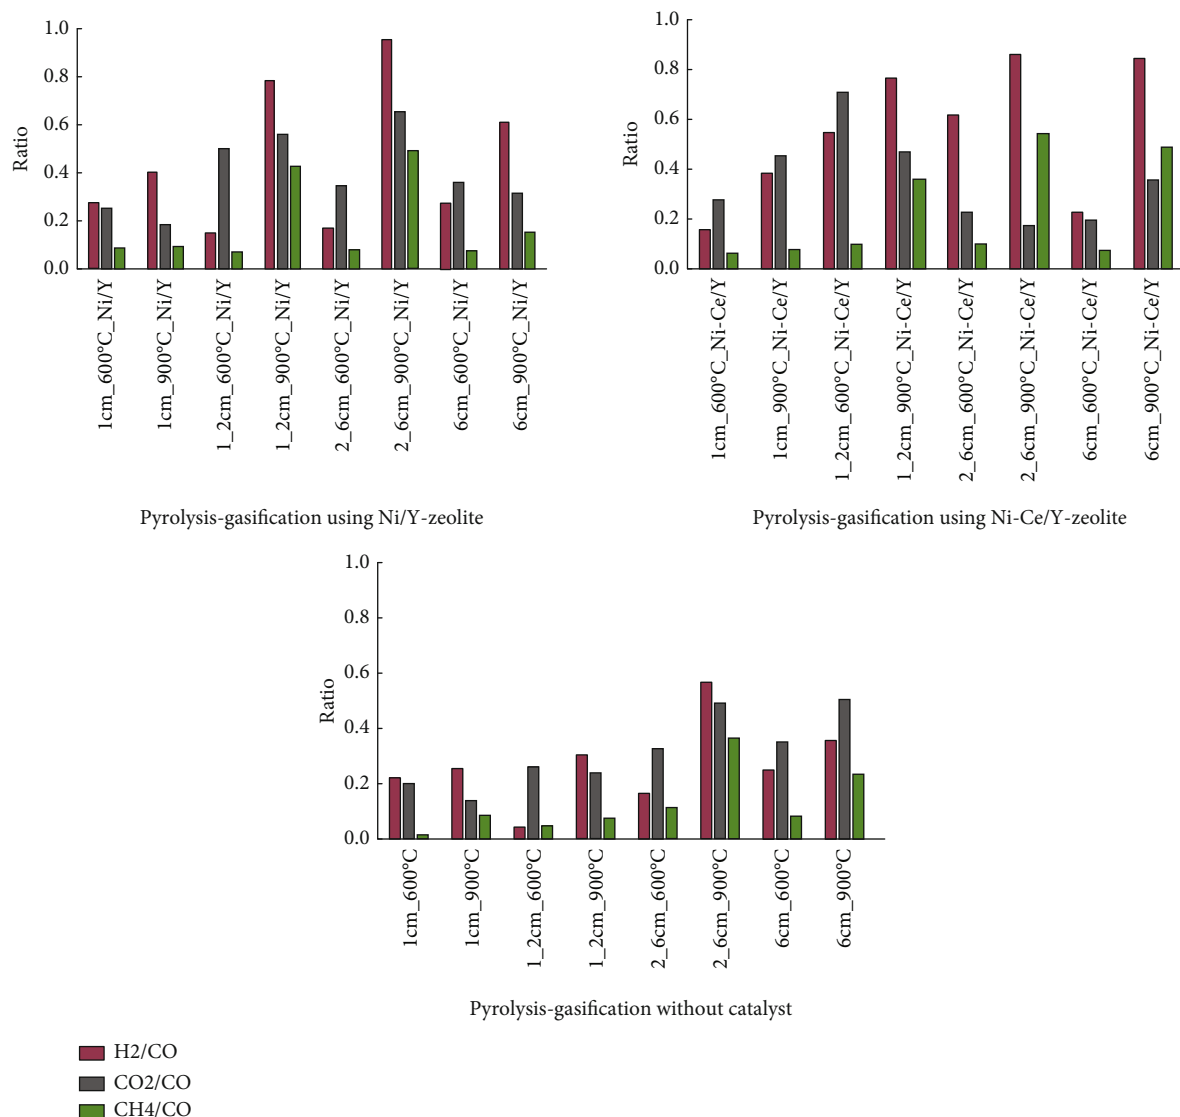 1.0
0.8
0.6
0.4
0.2
0.0
Ratio
1cm_600°C_Ni/Y
1cm_900°C_Ni/Y
1_2cm_600°C_Ni/Y
1_2cm_900°C_Ni/Y
2_6cm_600°C_Ni/Y
2_6cm_900°C_Ni/Y
6cm_600°C_Ni/Y
6cm_900°C_Ni/Y
Pyrolysis-gasification using Ni/Y-zeolite
1.0
0.8
0.6
0.4
0.2
0.0
Ratio
1cm_600°C_Ni-Ce/Y
1cm_900°C_Ni-Ce/Y
1_2cm_600°C_Ni-Ce/Y
1_2cm_900°C_Ni-Ce/Y
2_6cm_600°C_Ni-Ce/Y
2_6cm_900°C_Ni-Ce/Y
6cm_600°C_Ni-Ce/Y
6cm_900°C_Ni-Ce/Y
Pyrolysis-gasification using Ni-Ce/Y-zeolite
1.0
0.8
0.6
0.4
0.2
0.0
Ratio
1cm_600°C
1cm_900°C
1_2cm_600°C
1_2cm_900°C
2_6cm_600°C
2_6cm_900°C
6cm_600°C
6cm_900°C
Pyrolysis-gasification without catalyst
H2/CO
CO2/CO
CH4/CO